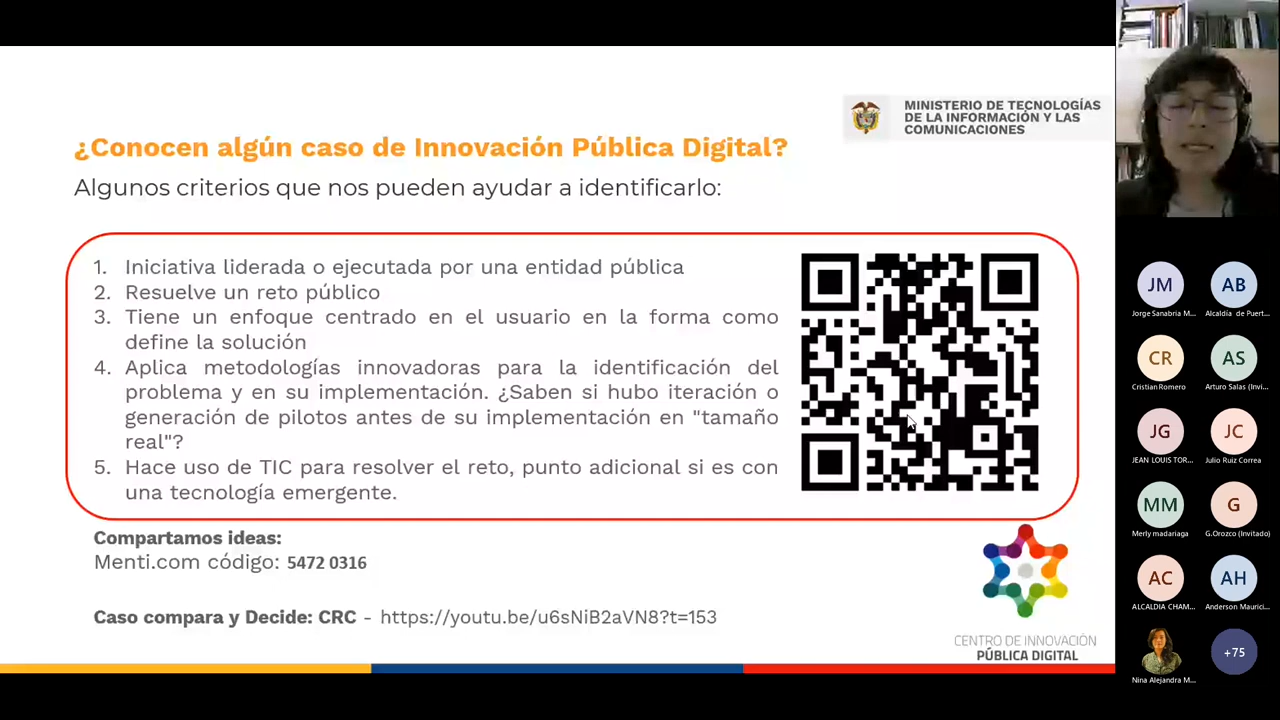 MINISTERIO DE TECNOLOGÍAS
DE LA INFORMACIÓN Y LAS
COMUNICACIONES
¿Conocen algún caso de Innovación Pública Digital?
Algunos criterios que nos pueden ayudar a identificarlo:
1. Iniciativa liderada o ejecutada por una entidad pública
2. Resuelve un reto público
3. Tiene un enfoque centrado en el usuario en la forma como
define la solución
4. Aplica metodologías innovadoras para la identificación del
problema y en su implementación. ¿Saben si hubo iteración o
generación de pilotos antes de su implementación en "tamaño
real"?
5. Hace uso de TIC para resolver el reto, punto adicional si es con
una tecnología emergente.
Compartamos ideas:
Menti.com código: 5472 0316
Caso compara y Decide: CRC - https://youtu.be/u6sNiB2aVN8?t=153
CENTRO DE INNOVACIÓN
PÚBLICA DIGITAL
JM
AB
Jorge Sanabria M...
Alcaldía de Puert...
CR
AS
Cristian Romero
Arturo Salas (Invi...
JG
JC
JEAN LOUIS TOR...
Julio Ruiz Correa
MM
G
Merly madariaga
G.Orozco (Invitado)
AC
AH
ALCALDIA CHAM...
Anderson Maurici...
+75
Nina Alejandra M...